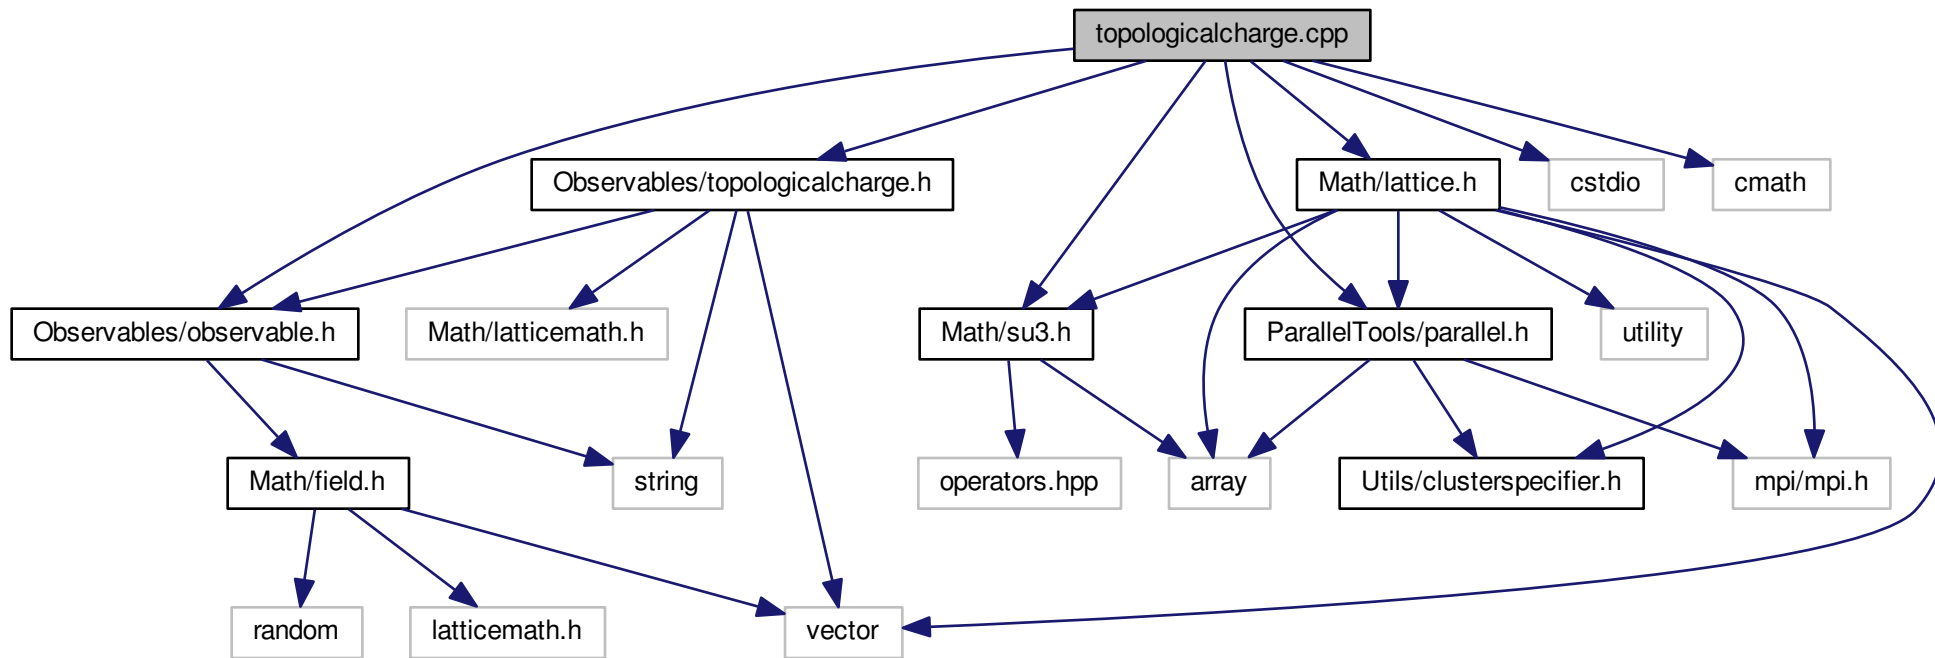 topologicalcharge.cpp
Observables/topologicalcharge.h
Math/lattice.h
cstdio
cmath
Observables/observable.h
Math/latticemath.h
Math/su3.h
ParallelTools/parallel.h
utility
Math/field.h
string
operators.hpp
array
Utils/clusterspecifier.h
mpi/mpi.h
random
latticemath.h
vector